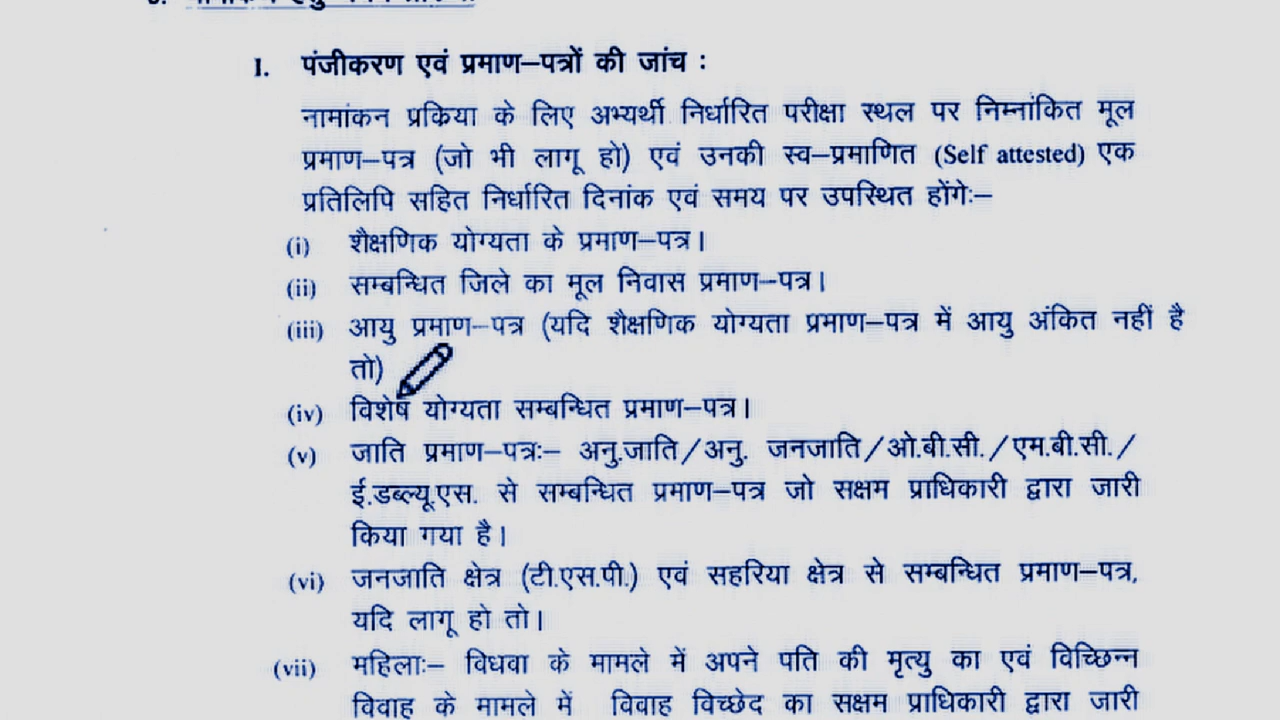 I. पंजीकरण एवं प्रमाण–पत्रों की जांच :
नामांकन प्रकिया के लिए अभ्यर्थी निर्धारित परीक्षा स्थल पर निम्नांकित मूल
प्रमाण–पत्र (जो भी लागू हो) एवं उनकी स्व–प्रमाणित (Self attested) एक
प्रतिलिपि सहित निर्धारित दिनांक एवं समय पर उपस्थित होंगेः–
(i) शैक्षणिक योग्यता के प्रमाण–पत्र।
(ii) सम्बन्धित जिले का मूल निवास प्रमाण–पत्र।
(iii) आयु प्रमाण–पत्र (यदि शैक्षणिक योग्यता प्रमाण–पत्र में आयु अंकित नहीं है
तो)
(iv) विशेष योग्यता सम्बन्धित प्रमाण–पत्र।
(v) जाति प्रमाण–पत्रः– अनु.जाति/अनु. जनजाति/ओ.बी.सी./एम.बी.सी./
ई.डब्ल्यू.एस. से सम्बन्धित प्रमाण–पत्र जो सक्षम प्राधिकारी द्वारा जारी
किया गया है।
(vi) जनजाति क्षेत्र (टी.एस.पी.) एवं सहरिया क्षेत्र से सम्बन्धित प्रमाण–पत्र,
यदि लागू हो तो।
(vii) महिलाः– विधवा के मामले में अपने पति की मृत्यु का एवं विच्छिन्न
विवाह के मामले में विवाह विच्छेद का सक्षम प्राधिकारी द्वारा जारी